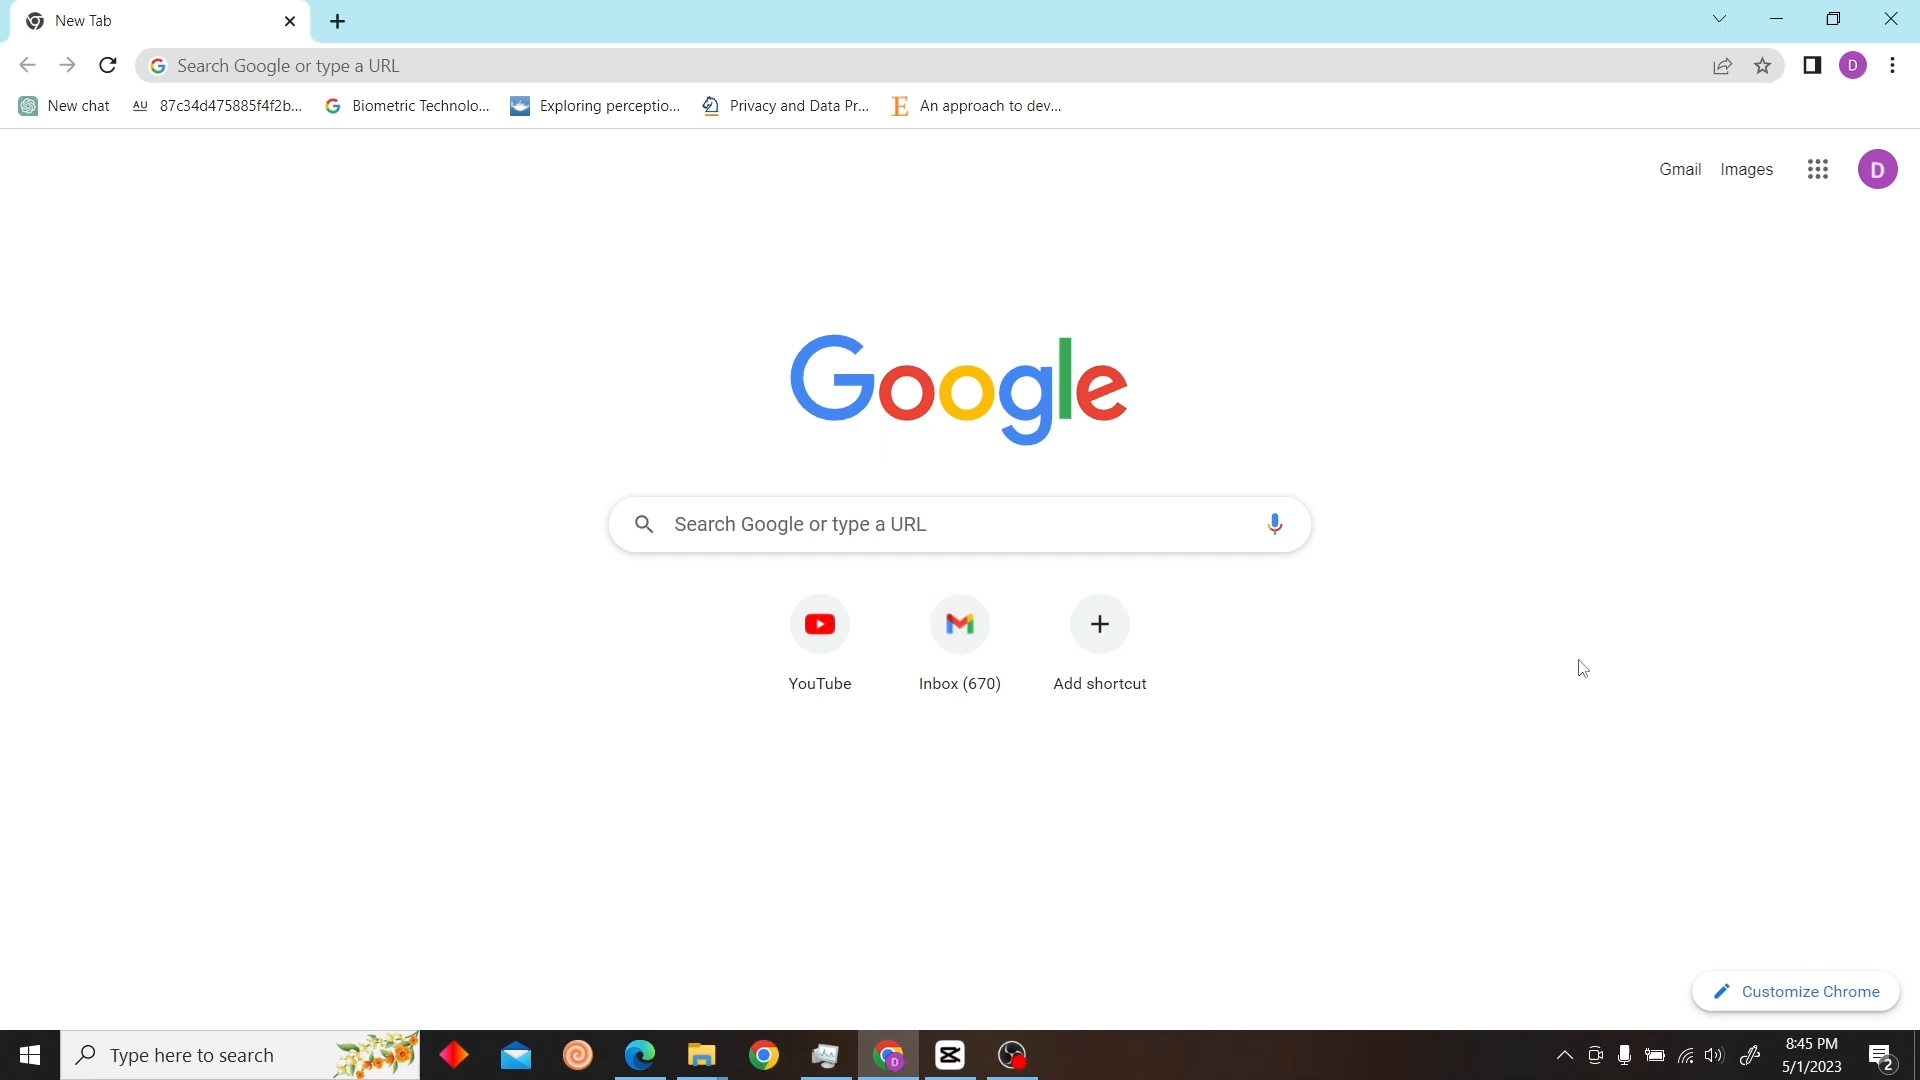 New Tab
Search Google or type a URL
D
New chat
AU 87c34d475885f4f2b...
Biometric Technolo...
Exploring perceptio...
Privacy and Data Pr...
E An approach to dev...
Gmail Images
D
Google
Search Google or type a URL
YouTube
Inbox (670)
Add shortcut
Customize Chrome
Type here to search
D
8:45 PM
5/1/2023
2